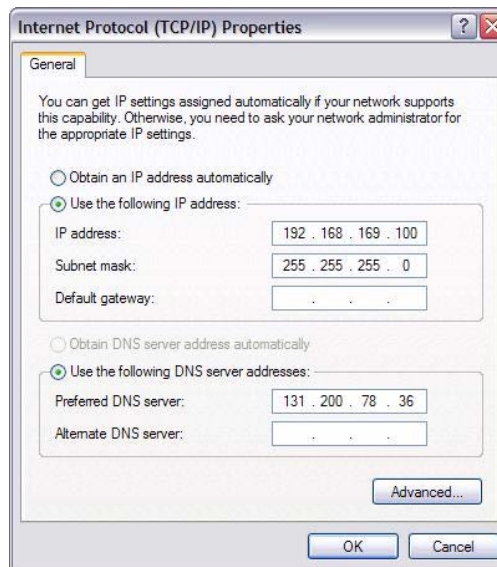 Internet Protocol (TCP/IP) Properties
General
You can get IP settings assigned automatically if your network supports
this capability. Otherwise, you need to ask your network administrator for
the appropriate IP settings.
Obtain an IP address automatically
Use the following IP address:
IP address: 192 . 168 . 169 . 100
Subnet mask: 255 . 255 . 255 . 0
Default gateway: . . .
Obtain DNS server address automatically
Use the following DNS server addresses:
Preferred DNS server: 131 . 200 . 78 . 36
Alternate DNS server: . . .
Advanced...
OK Cancel